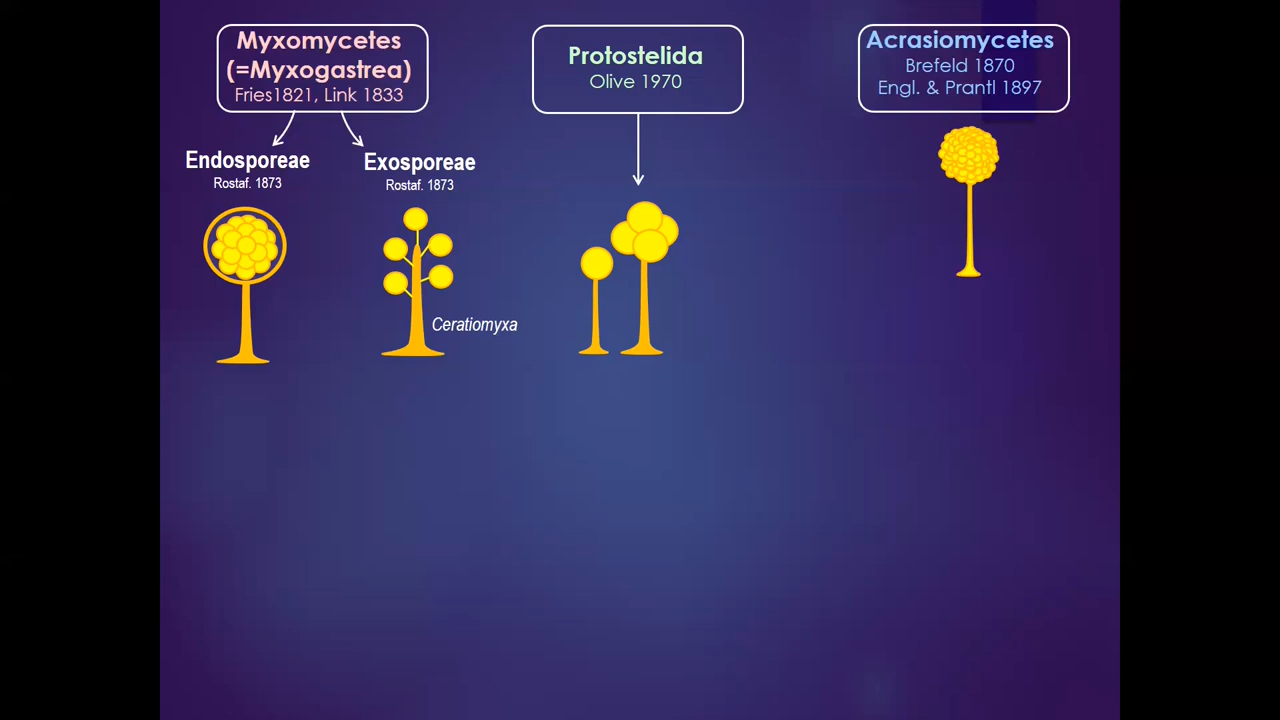 Myxomycetes
(=Myxogastrea)
Fries1821, Link 1833
Protostelida
Olive 1970
Acrasiomycetes
Brefeld 1870
Engl. & Prantl 1897
Endosporeae
Rostaf. 1873
Exosporeae
Rostaf. 1873
Ceratiomyxa